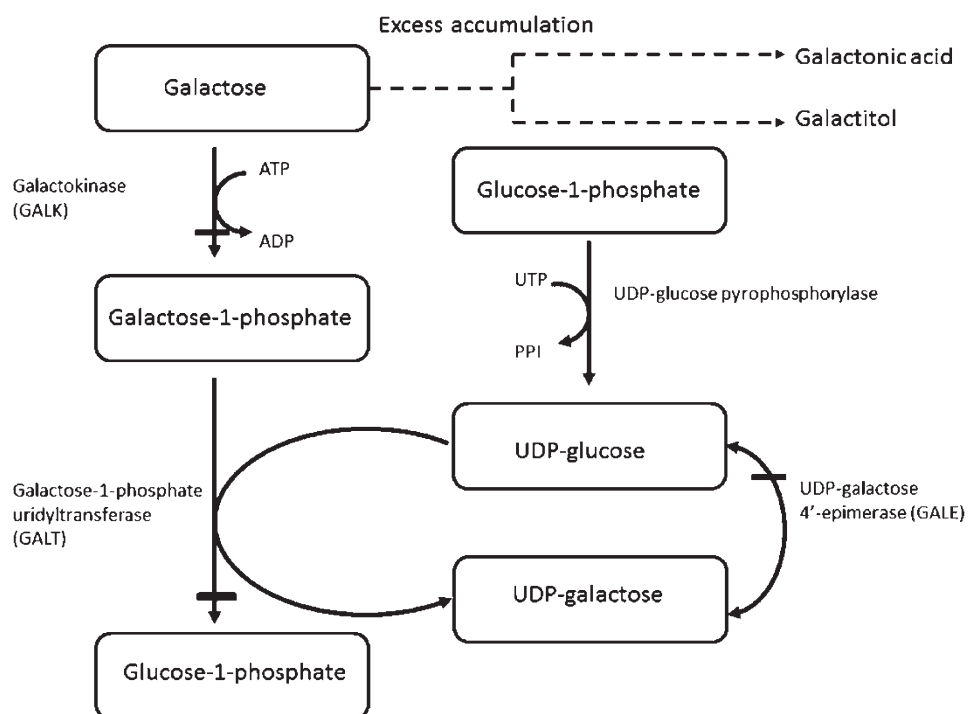 Excess accumulation
Galactose
Galactonic acid
Galactitol
Galactokinase
(GALK)
ATP
ADP
Glucose-1-phosphate
UTP
PPI
UDP-glucose pyrophosphorylase
Galactose-1-phosphate
UDP-glucose
Galactose-1-phosphate
uridyltransferase
(GALT)
UDP-galactose
4’-epimerase (GALE)
UDP-galactose
Glucose-1-phosphate